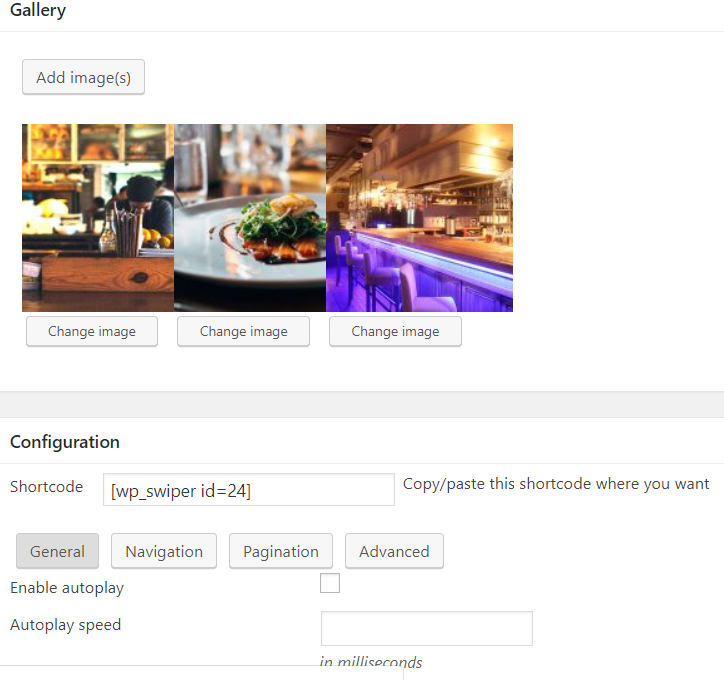 Gallery
Add image(s)
Change image Change image Change image
Configuration
Shortcode [wp_swiper id=24] Copy/paste this shortcode where you want
General Navigation Pagination Advanced
Enable autoplay
Autoplay speed
in milliseconds